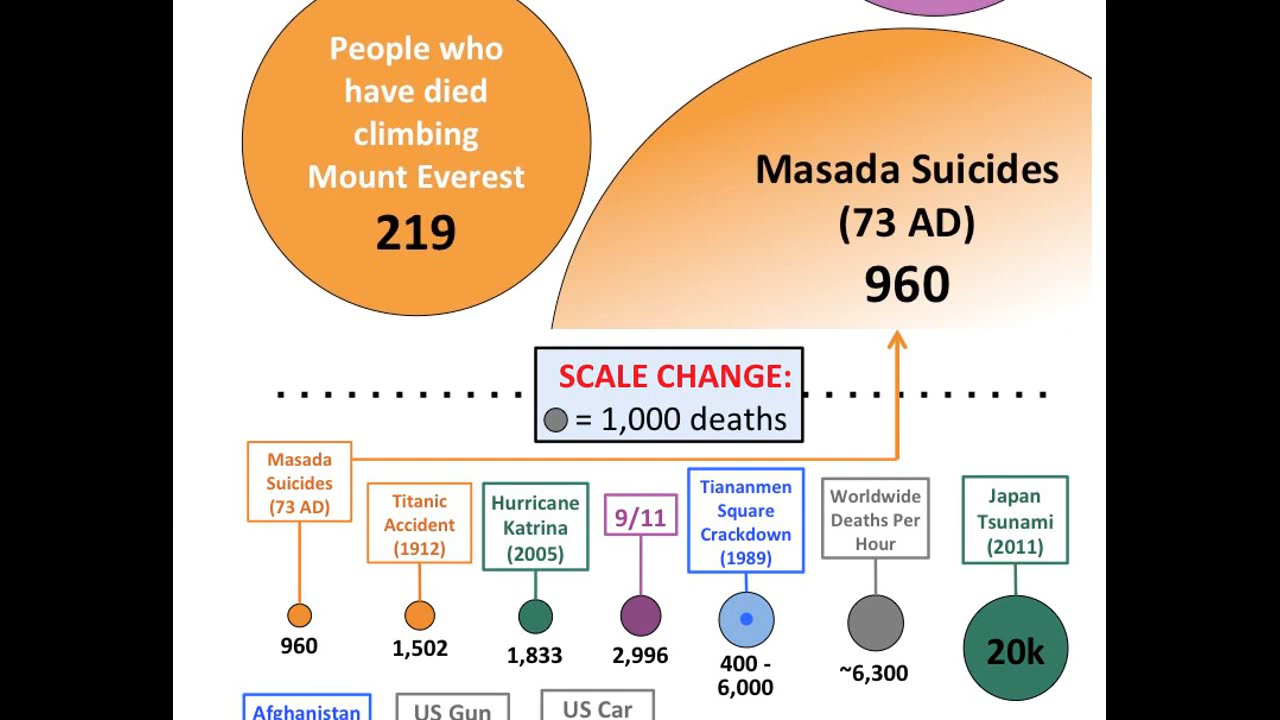 People who
have died
climbing
Mount Everest
219
Masada Suicides
(73 AD)
960
SCALE CHANGE:
= 1,000 deaths
Masada
Suicides
(73 AD)
960
Titanic
Accident
(1912)
1,502
Hurricane
Katrina
(2005)
1,833
9/11
2,996
Tiananmen
Square
Crackdown
(1989)
400 -
6,000
Worldwide
Deaths Per
Hour
~6,300
Japan
Tsunami
(2011)
20k
Afghanistan
US Gun
US Car